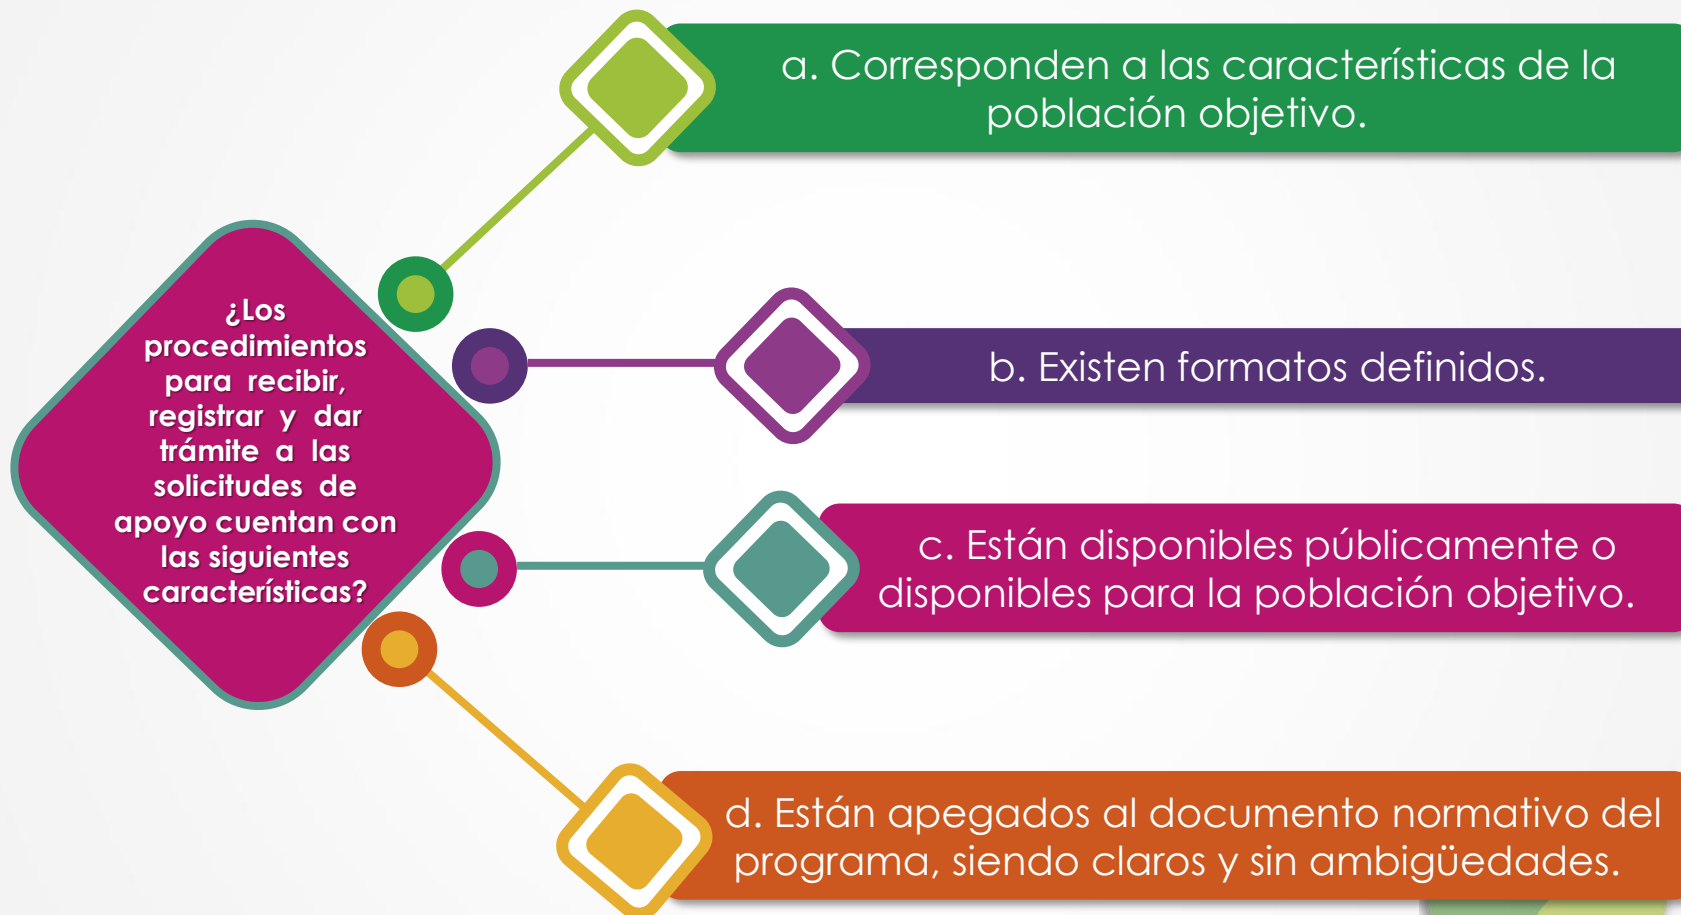 ¿Los
procedimientos
para recibir,
registrar y dar
trámite a las
solicitudes de
apoyo cuentan con
las siguientes
características?
a. Corresponden a las características de la
población objetivo.
b. Existen formatos definidos.
c. Están disponibles públicamente o
disponibles para la población objetivo.
d. Están apegados al documento normativo del
programa, siendo claros y sin ambigüedades.